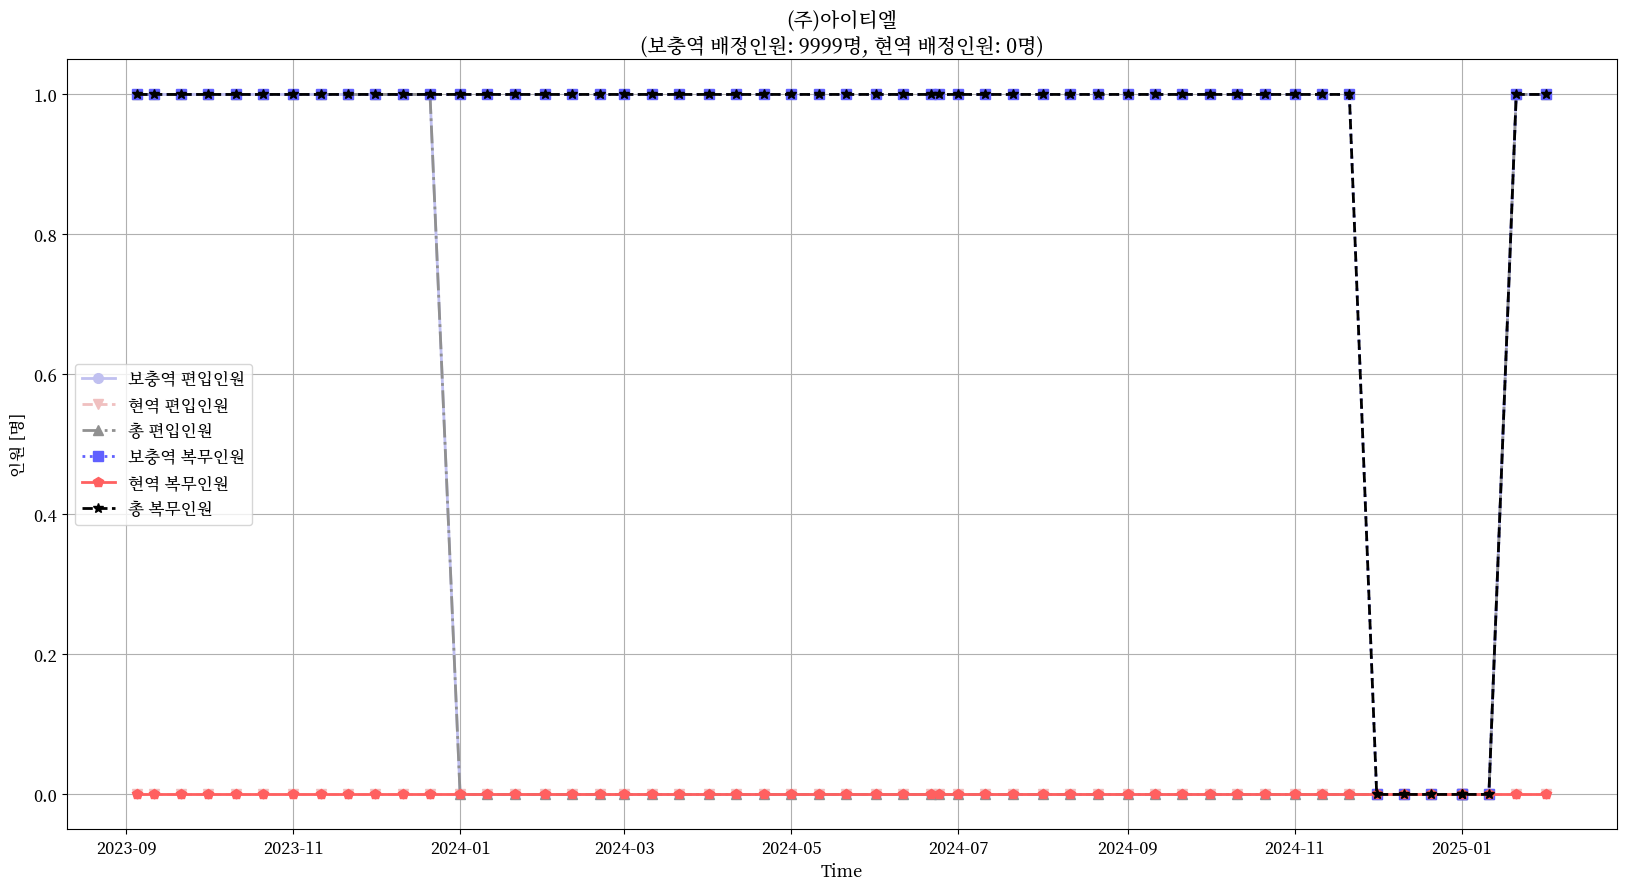 (주)아이티엘
(보충역 배정인원: 9999명, 현역 배정인원: 0명)
인원 [명]
1.0
0.8
0.6
0.4
0.2
0.0
보충역 편입인원
현역 편입인원
총 편입인원
보충역 복무인원
현역 복무인원
총 복무인원
2023-09
2023-11
2024-01
2024-03
2024-05
2024-07
2024-09
2024-11
2025-01
Time